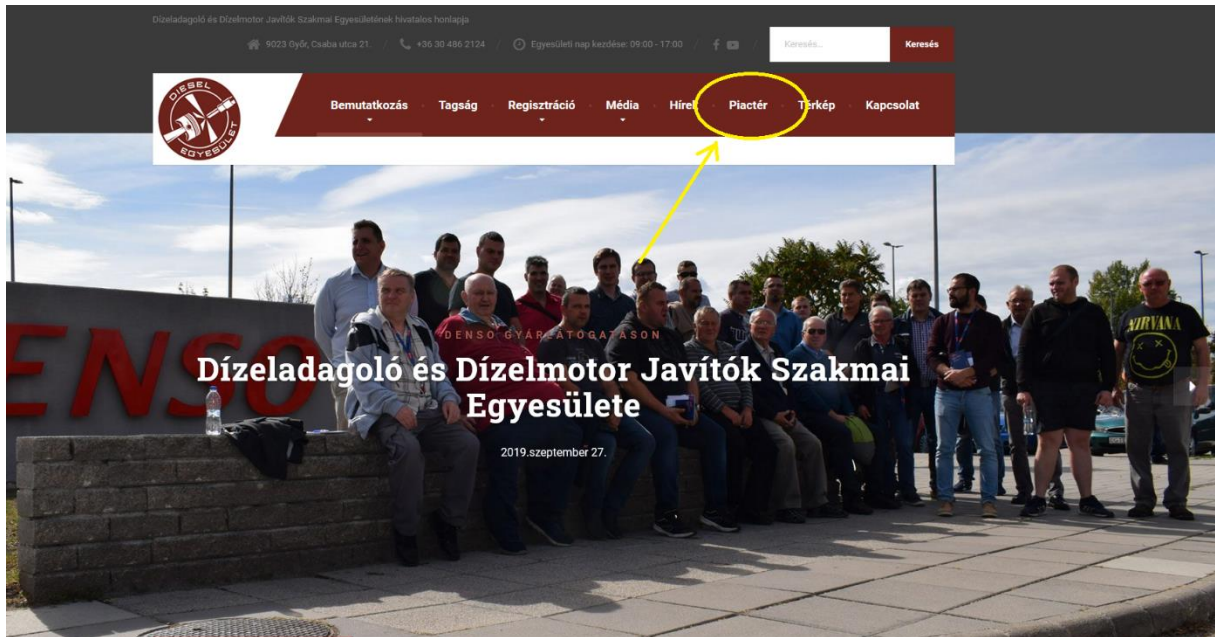 Dízeladagoló és Dízelmotor Javítók Szakmai Egyesületének hivatalos honlapja
9023 Győr, Csaba utca 21. / +36 30 486 2124 / Egyesületi nap kezdése: 09:00 - 17:00 /
Keresés...
Keresés
DIESEL
EGYESÜLET
Bemutatkozás
Tagság
Regisztráció
Média
Hírek
Piactér
Térkép
Kapcsolat
ENSO
NIRVANA
DENSO GYÁRLÁTOGATÁSON
Dízeladagoló és Dízelmotor Javítók Szakmai
Egyesülete
2019.szeptember 27.